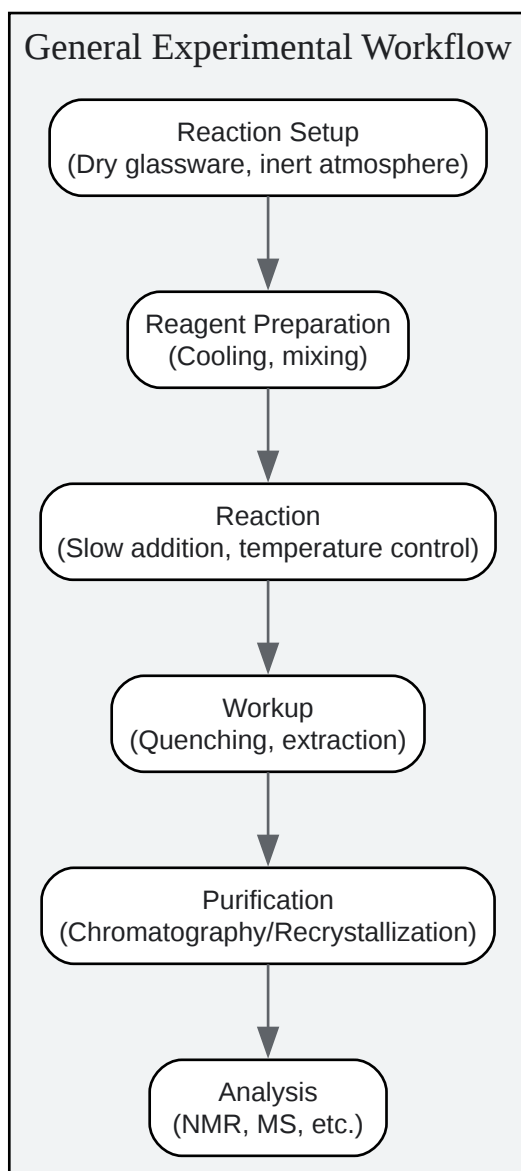 General Experimental Workflow
Reaction Setup
(Dry glassware, inert atmosphere)
Reagent Preparation
(Cooling, mixing)
Reaction
(Slow addition, temperature control)
Workup
(Quenching, extraction)
Purification
(Chromatography/Recrystallization)
Analysis
(NMR, MS, etc.)